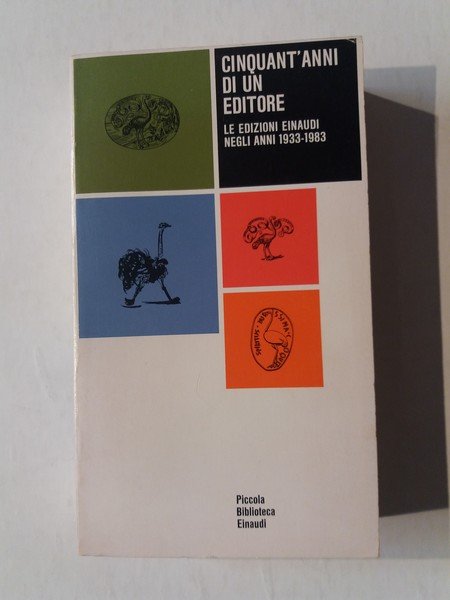 CINQUANT'ANNI
DI UN
EDITORE
LE EDIZIONI EINAUDI
NEGLI ANNI 1933-1983
Piccola
Biblioteca
Einaudi